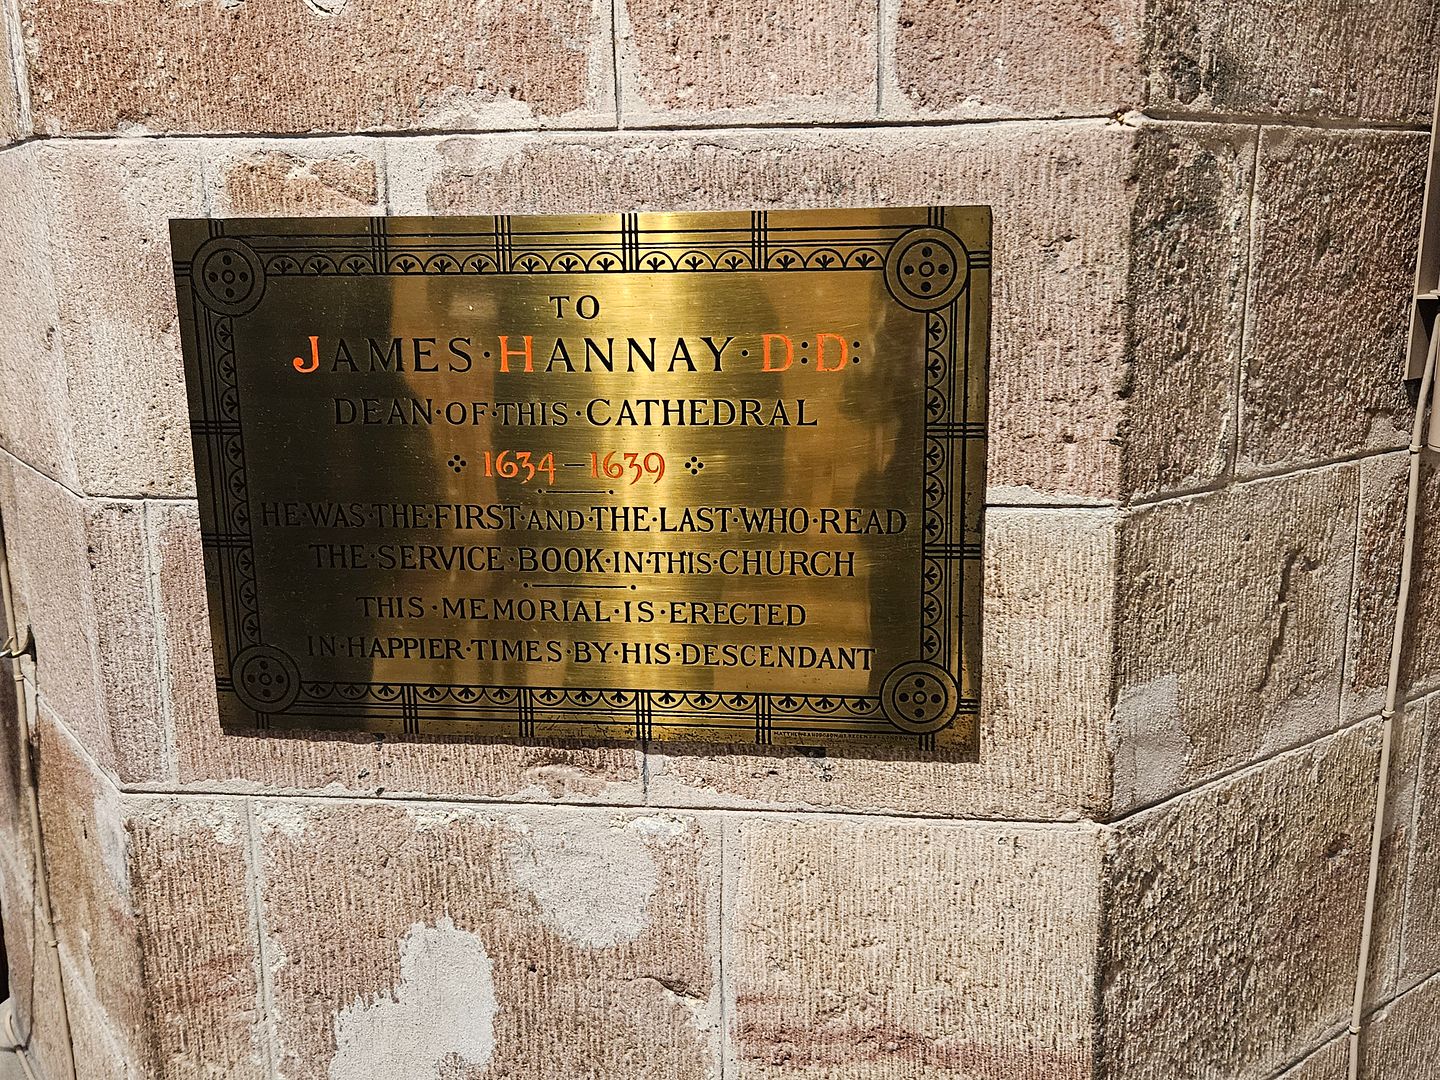 TO
JAMES·HANNAY·D:D:
DEAN·OF·THIS·CATHEDRAL
1634–1639
HE·WAS·THE·FIRST·AND·THE·LAST·WHO·READ
THE·SERVICE·BOOK·IN·THIS·CHURCH
THIS·MEMORIAL·IS·ERECTED
IN·HAPPIER·TIMES·BY·HIS·DESCENDANT